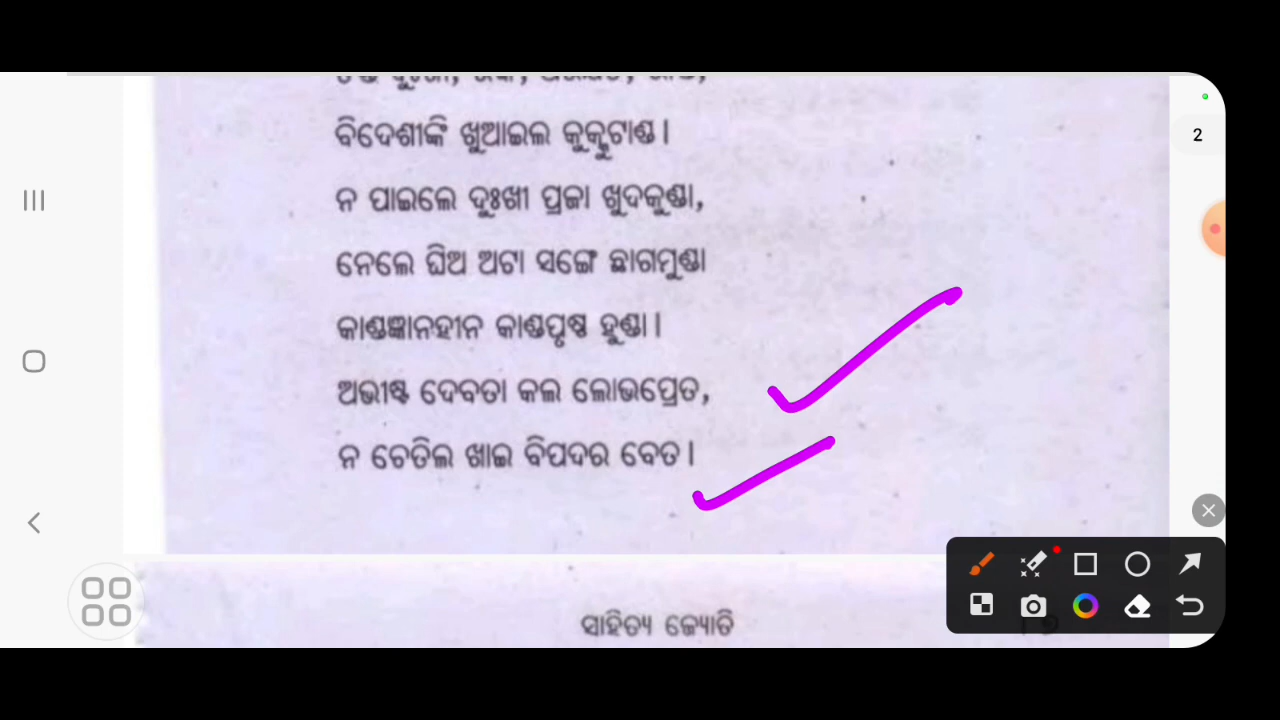 ବିଦେଶୀଙ୍କି ଖୁଆଇଲ କୁକ୍କୁଟାଣ୍ଡ।
ନ ପାଇଲେ ଦୁଃଖୀ ପ୍ରଜା ଖୁଦକୁଣ୍ଡା,
ନେଲେ ଘିଅ ଅଟା ସଙ୍ଗେ ଛାଗମୁଣ୍ଡା
କାଣ୍ଡଜ୍ଞାନହୀନ କାଣ୍ଡପୃଷ୍ଠ ହୁଣ୍ଡା।
ଅଭୀଷ୍ଟ ଦେବତା କଲ ଲୋଭପ୍ରେତ,
ନ ଚେତିଲ ଖାଇ ବିପଦର ବେତ।
ସାହିତ୍ୟ ଜ୍ୟୋତି
2